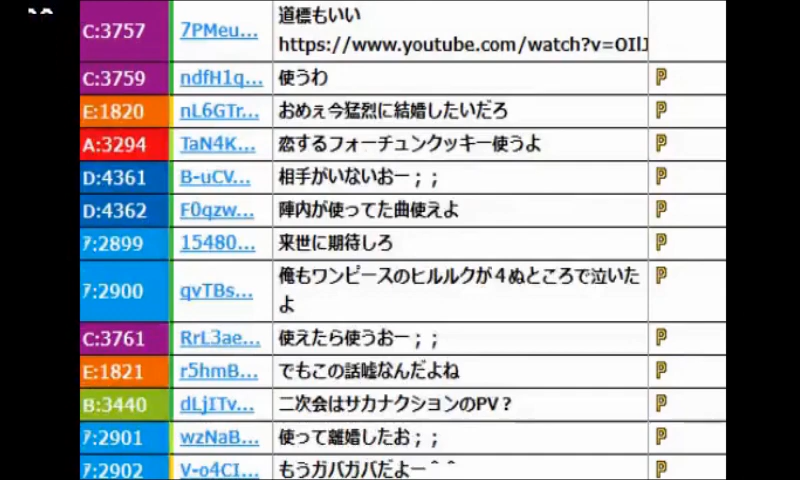 C:3757 7PMeu... 道標もいい
https://www.youtube.com/watch?v=
C:3759 ndfH1q... 使うわ P
E:1820 nL6GTr... おめぇ今猛烈に結婚したいだろ P
A:3294 TaN4K... 恋するフォーチュンクッキー使うよ P
D:4361 B-uCV... 相手がいないおー；； P
D:4362 F0qzw... 陣内が使ってた曲使えよ P
ｱ:2899 15480... 来世に期待しろ P
ｱ:2900 qvTBs... 俺もワンピースのヒルルクが４ぬところで泣いた P
よ
C:3761 RrL3ae... 使えたら使うおー；； P
E:1821 r5hmB... でもこの話嘘なんだよね P
B:3440 dLjITv... 二次会はサカナクションのPV？ P
ｱ:2901 wzNaB... 使って離婚したお；； P
ｱ:2902 V-o4CI... もうガバガバだよー＾＾ P